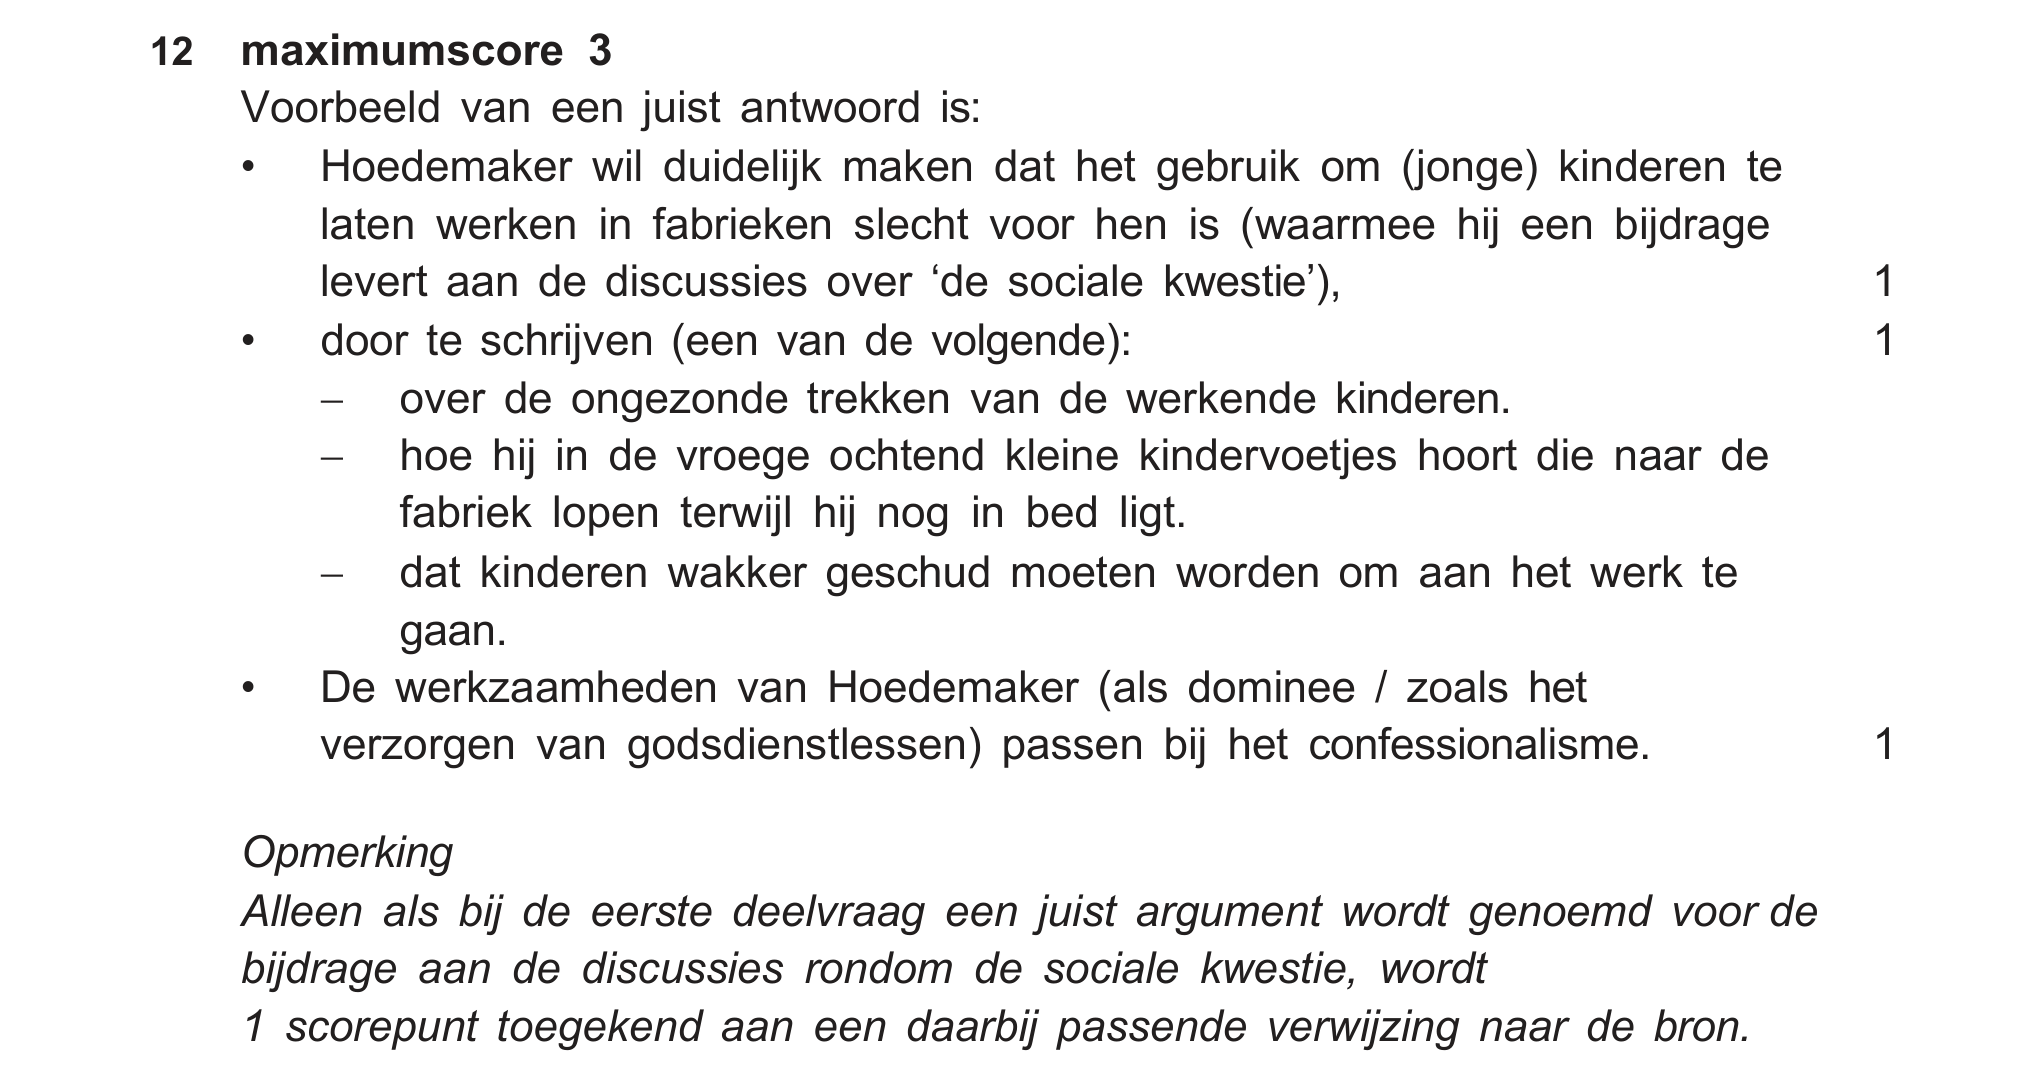 12 maximumscore 3
Voorbeeld van een juist antwoord is:
• Hoedemaker wil duidelijk maken dat het gebruik om (jonge) kinderen te
laten werken in fabrieken slecht voor hen is (waarmee hij een bijdrage
levert aan de discussies over ‘de sociale kwestie’), 1
• door te schrijven (een van de volgende): 1
– over de ongezonde trekken van de werkende kinderen.
– hoe hij in de vroege ochtend kleine kindervoetjes hoort die naar de
fabriek lopen terwijl hij nog in bed ligt.
– dat kinderen wakker geschud moeten worden om aan het werk te
gaan.
• De werkzaamheden van Hoedemaker (als dominee / zoals het
verzorgen van godsdienstlessen) passen bij het confessionalisme. 1
Opmerking
Alleen als bij de eerste deelvraag een juist argument wordt genoemd voor de
bijdrage aan de discussies rondom de sociale kwestie, wordt
1 scorepunt toegekend aan een daarbij passende verwijzing naar de bron.